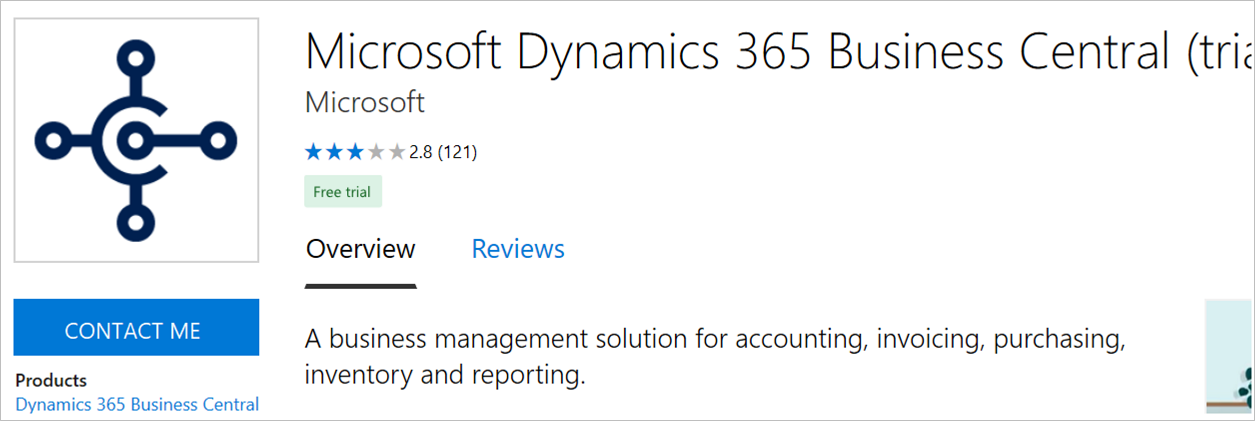 Microsoft Dynamics 365 Business Central (tria
Microsoft
2.8 (121)
Free trial
Overview
Reviews
CONTACT ME
A business management solution for accounting, invoicing, purchasing,
inventory and reporting.
Products
Dynamics 365 Business Central